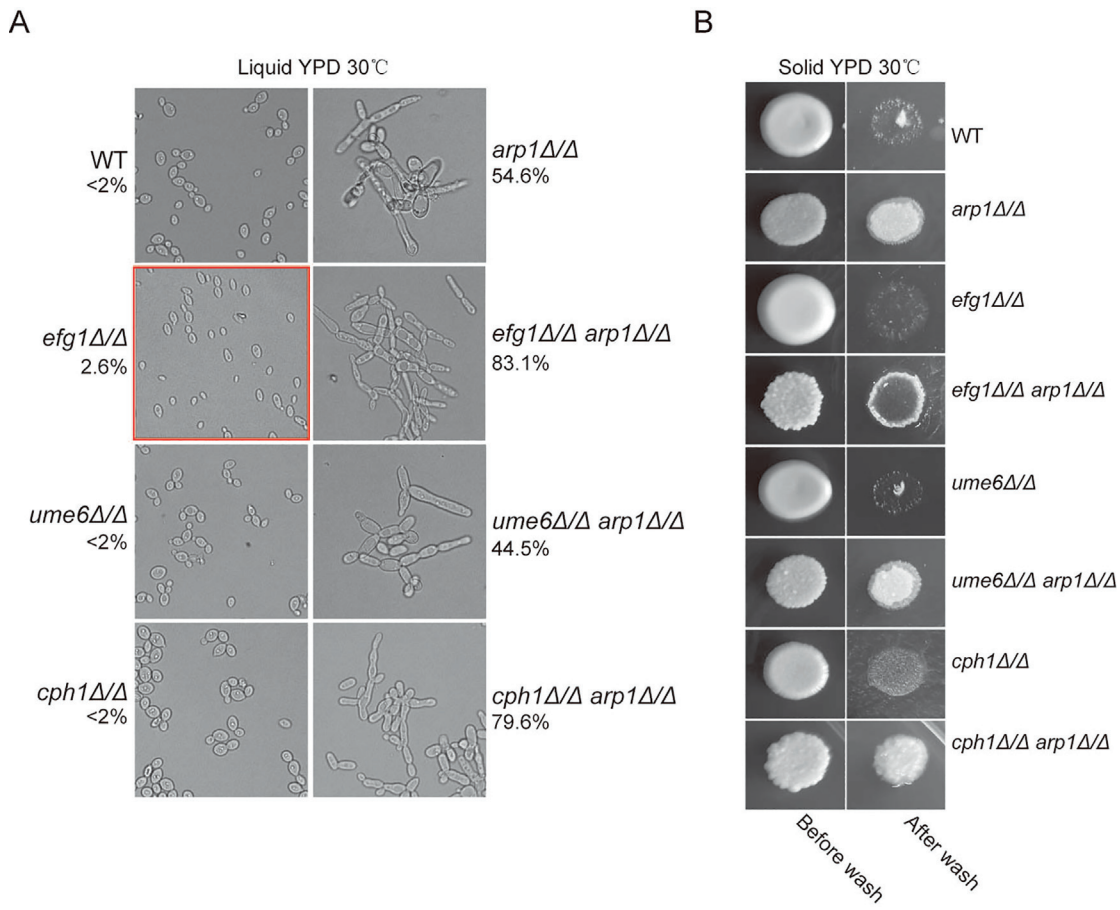 A
Liquid YPD 30℃
WT
<2%
arp1Δ/Δ
54.6%
efg1Δ/Δ
2.6%
efg1Δ/Δ arp1Δ/Δ
83.1%
ume6Δ/Δ
<2%
ume6Δ/Δ arp1Δ/Δ
44.5%
cph1Δ/Δ
<2%
cph1Δ/Δ arp1Δ/Δ
79.6%
B
Solid YPD 30℃
WT
arp1Δ/Δ
efg1Δ/Δ
efg1Δ/Δ arp1Δ/Δ
ume6Δ/Δ
ume6Δ/Δ arp1Δ/Δ
cph1Δ/Δ
cph1Δ/Δ arp1Δ/Δ
Before wash
After wash